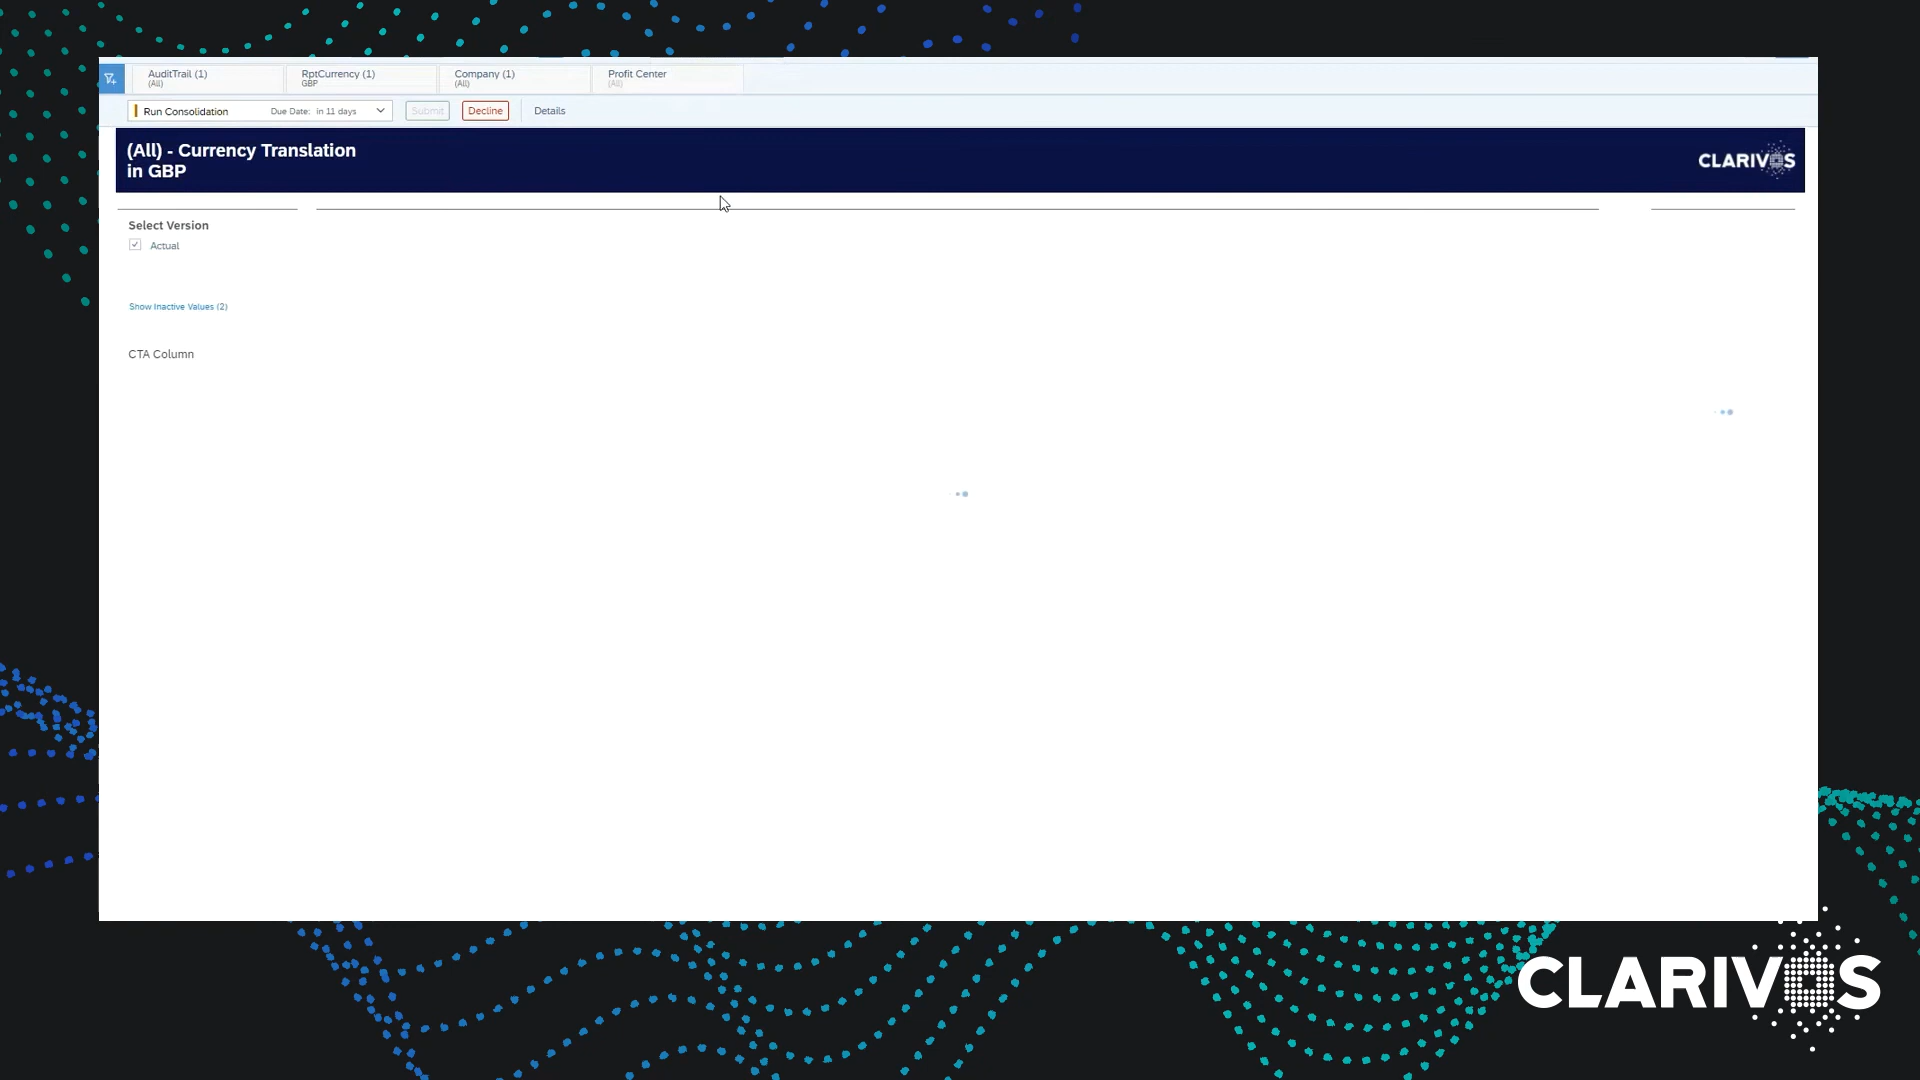 AuditTrail (1)
(All)
RptCurrency (1)
GBP
Company (1)
(All)
Profit Center
(All)
Run Consolidation
Due Date: in 11 days
Submit
Decline
Details
(All) - Currency Translation
in GBP
CLARIVOS
Select Version
Actual
Show Inactive Values (2)
CTA Column
CLARIVOS